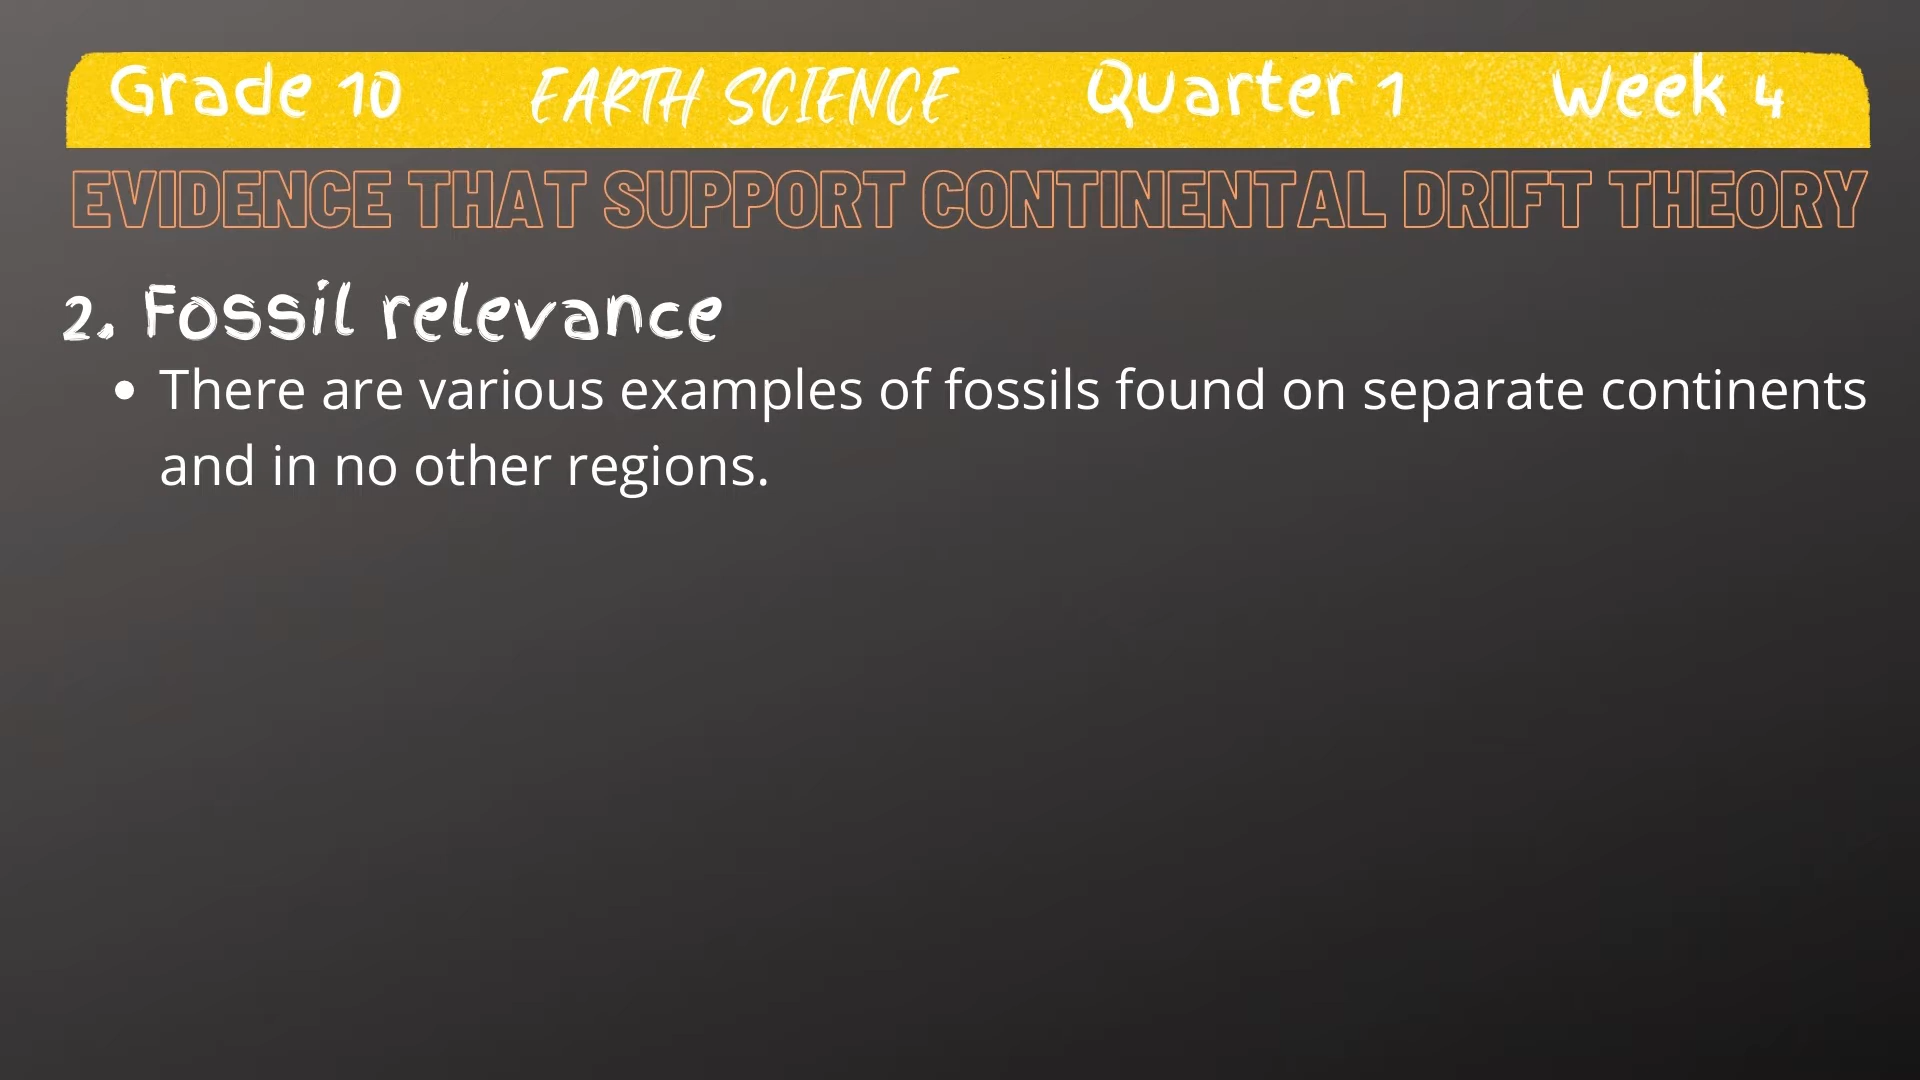 Grade 10 EARTH SCIENCE Quarter 1 Week 4
EVIDENCE THAT SUPPORT CONTINENTAL DRIFT THEORY
2. Fossil relevance
• There are various examples of fossils found on separate continents
and in no other regions.